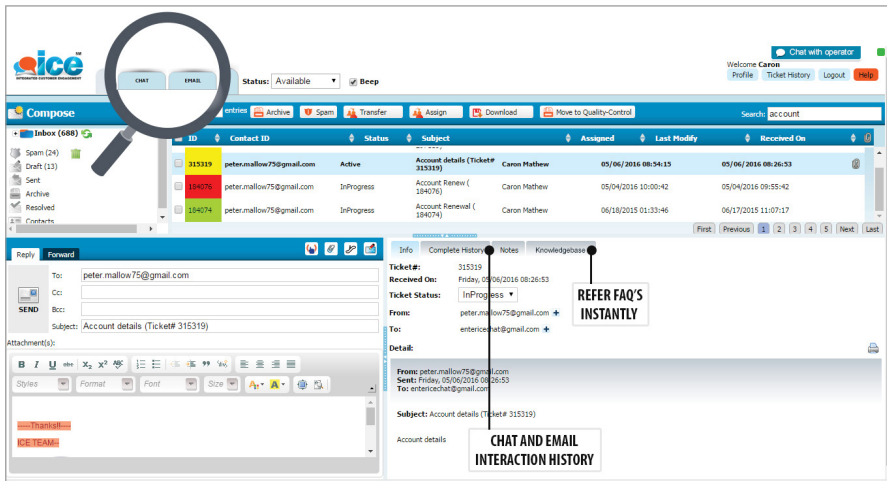 ice
SM
INTEGRATED CUSTOMER ENGAGEMENT
CHAT
EMAIL
Status: Available
Beep
Chat with operator
Welcome Caron
Profile
Ticket History
Logout
Help
Compose
entries
Archive
Spam
Transfer
Assign
Download
Move to Quality-Control
Search: account
Inbox (688)
Spam (24)
Draft (13)
Sent
Archive
Resolved
Contacts
ID Contact ID Status Subject Assigned Last Modify Received On
315319 peter.mallow75@gmail.com Active Account details (Ticket# 315319) Caron Mathew 05/06/2016 08:54:15 05/06/2016 08:26:53
184076 peter.mallow75@gmail.com InProgress Account Renew ( 184076) Caron Mathew 05/04/2016 10:00:42 05/04/2016 09:55:42
184074 peter.mallow75@gmail.com InProgress Account Renewal ( 184074) Caron Mathew 06/18/2015 01:33:46 06/17/2015 11:07:17
First Previous 1 2 3 4 5 Next Last
Reply Forward
To: peter.mallow75@gmail.com
Cc:
SEND
Bcc:
Subject: Account details (Ticket# 315319)
Attachment(s):
B I U abc X2 X2 ABC
Styles Format Font Size A A
-----Thanks!!----
ICE TEAM--
Info Complete History Notes Knowledgebase
Ticket#: 315319
Received On: Friday, 05/06/2016 08:26:53
Ticket Status: InProgress
From: peter.mallow75@gmail.com
To: entericechat@gmail.com
Detail:
REFER FAQ'S
INSTANTLY
From: peter.mallow75@gmail.com
Sent: Friday, 05/06/2016 08:26:53
To: entericechat@gmail.com
Subject: Account details (Ticket# 315319)
Account details
CHAT AND EMAIL
INTERACTION HISTORY